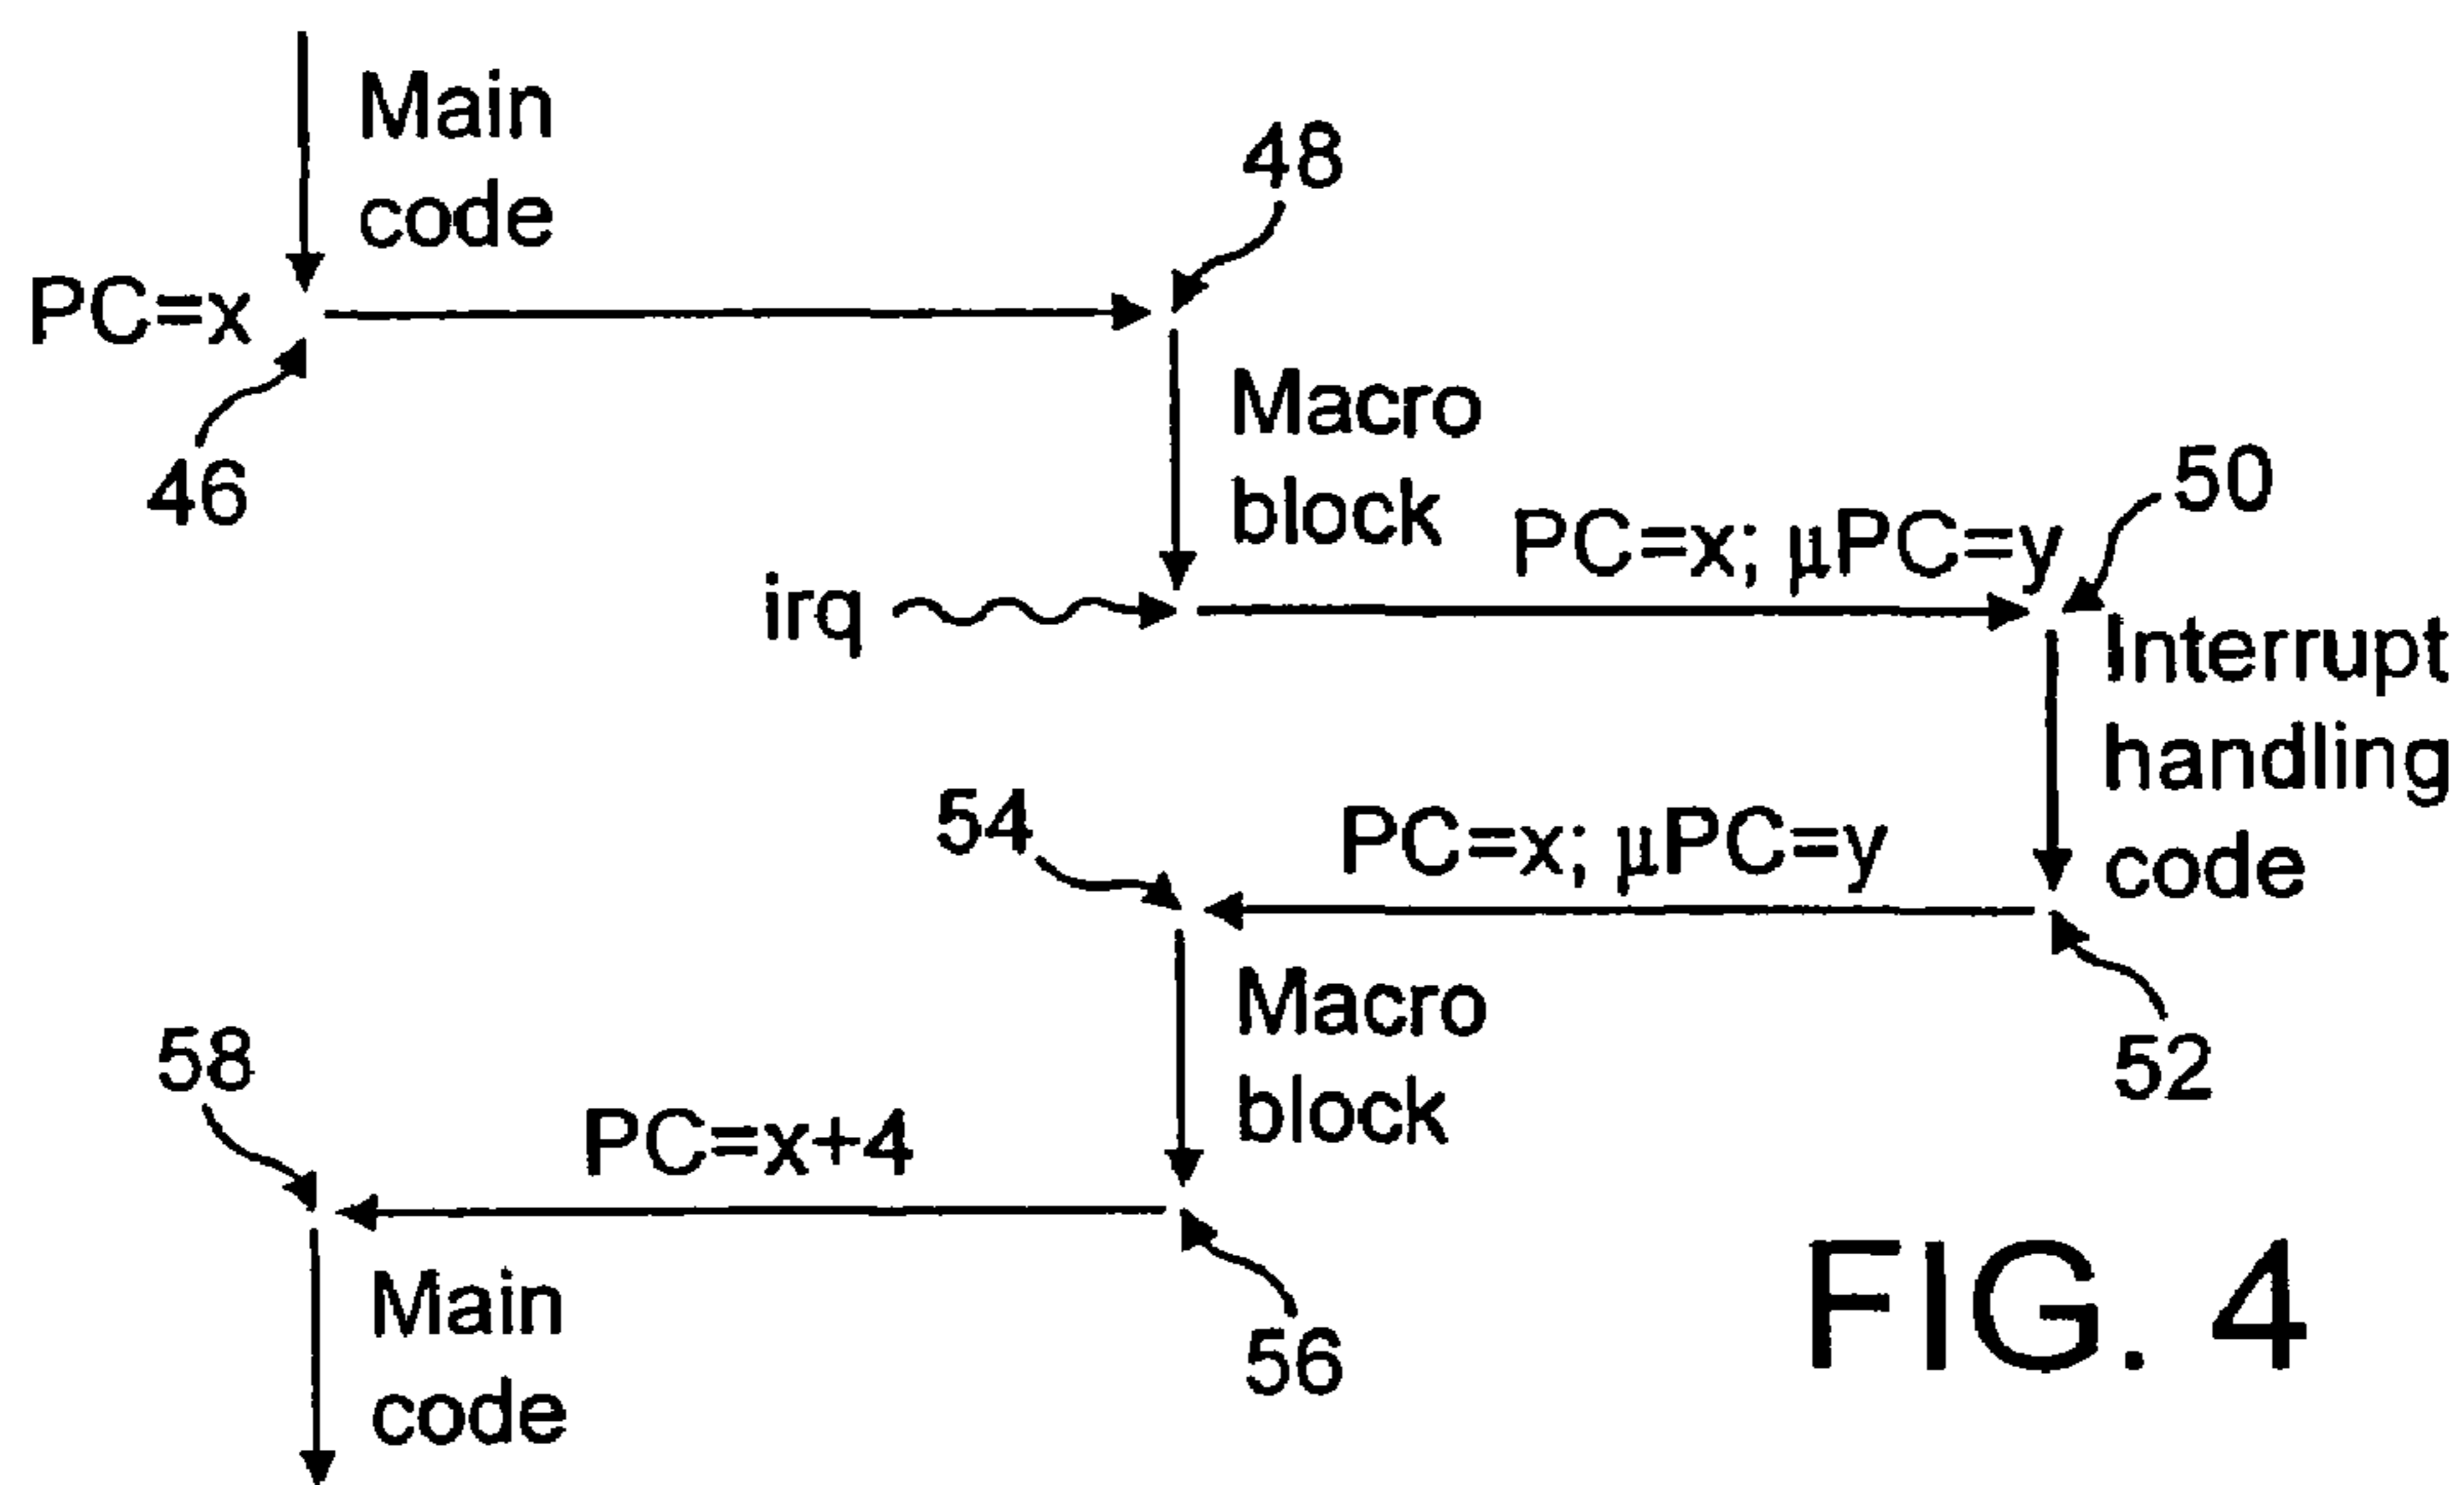 Main
code
48
PC=x
46
Macro
block
50
PC=x; μPC=y
irq
Interrupt
handling
code
54
PC=x; μPC=y
52
Macro
block
58
PC=x+4
56
Main
code
FIG. 4